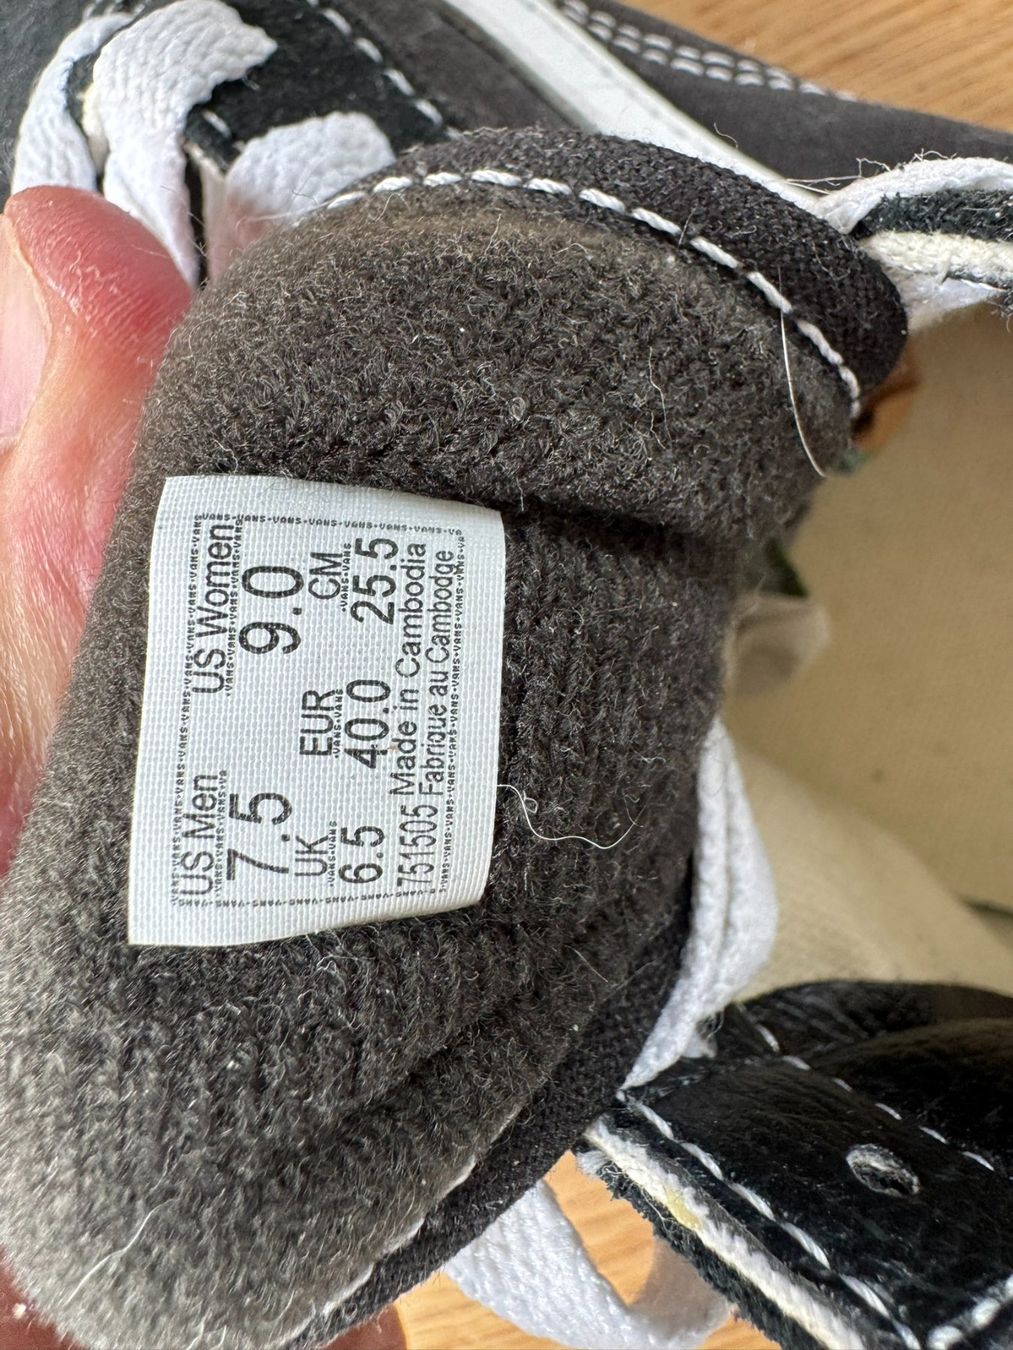 US Men US Women
7.5 9.0
UK EUR CM
6.5 40.0 25.5
751505 Made in Cambodia
Fabrique au Cambodge
VANS